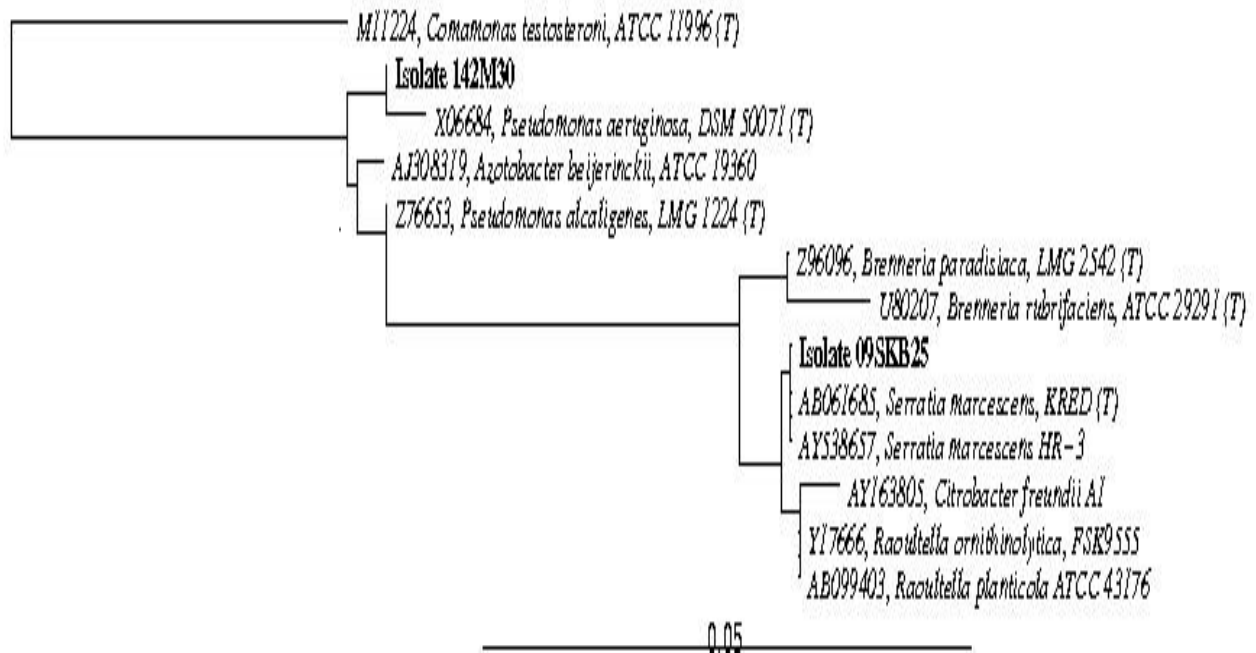 M11224, Comamonas testosteroni, ATCC 11996 (T)
Isolate 142M30
X06684, Pseudomonas aeruginosa, DSM 50071 (T)
AJ308319, Azotobacter beijerinckii, ATCC 19360
Z76653, Pseudomonas alcaligenes, LMG 1224 (T)
Z96096, Brenneria paradisiaca, LMG 2542 (T)
U80207, Brenneria rubrifaciens, ATCC 29291 (T)
Isolate 09SKB25
AB061685, Serratia marcescens, KRED (T)
AY538657, Serratia marcescens HR-3
AY163805, Citrobacter freundii A1
Y17666, Raoultella ornithinolytica, FSK9555
AB099403, Raoultella planticola ATCC 43176
0.05